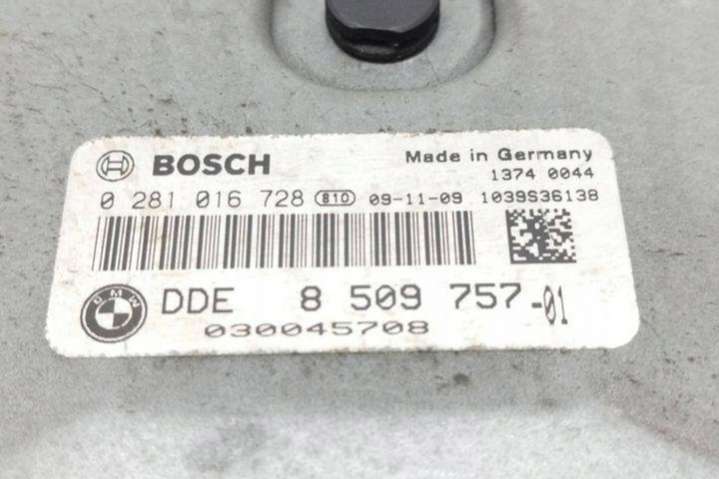 BOSCH Made in Germany
1374 0044
0 281 016 728 810 09-11-09 1039S36138
BMW DDE 8 509 757-01
030045708